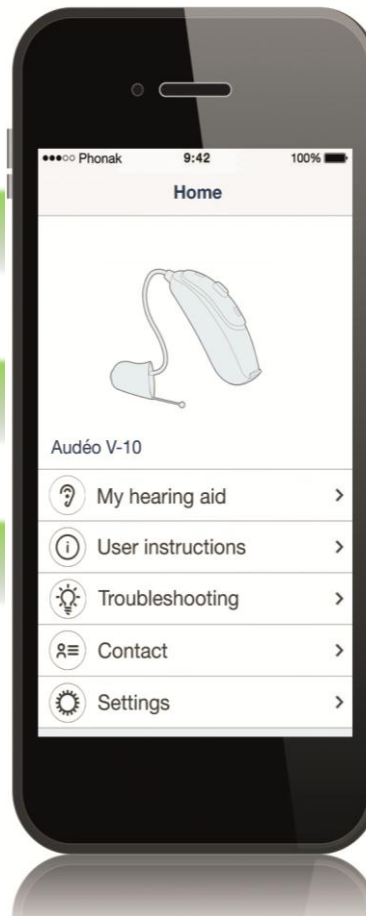 Phonak 9:42 100%
Home
Audéo V-10
My hearing aid
User instructions
Troubleshooting
Contact
Settings